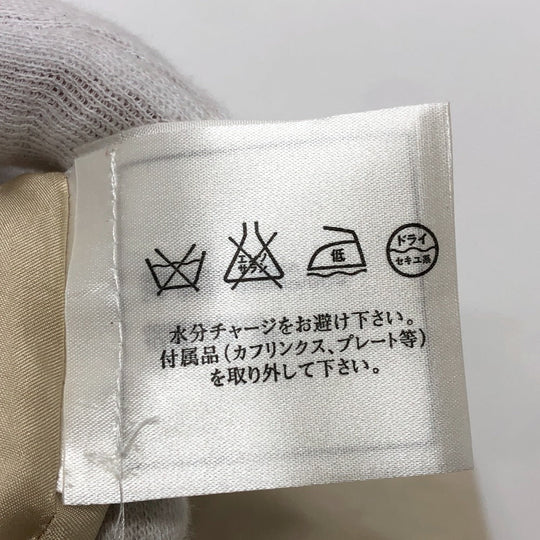 エンソ
サラシ
低
ドライ
セキユ系
水分チャージをお避け下さい。
付属品(カフリンクス、プレート等)
を取り外して下さい。